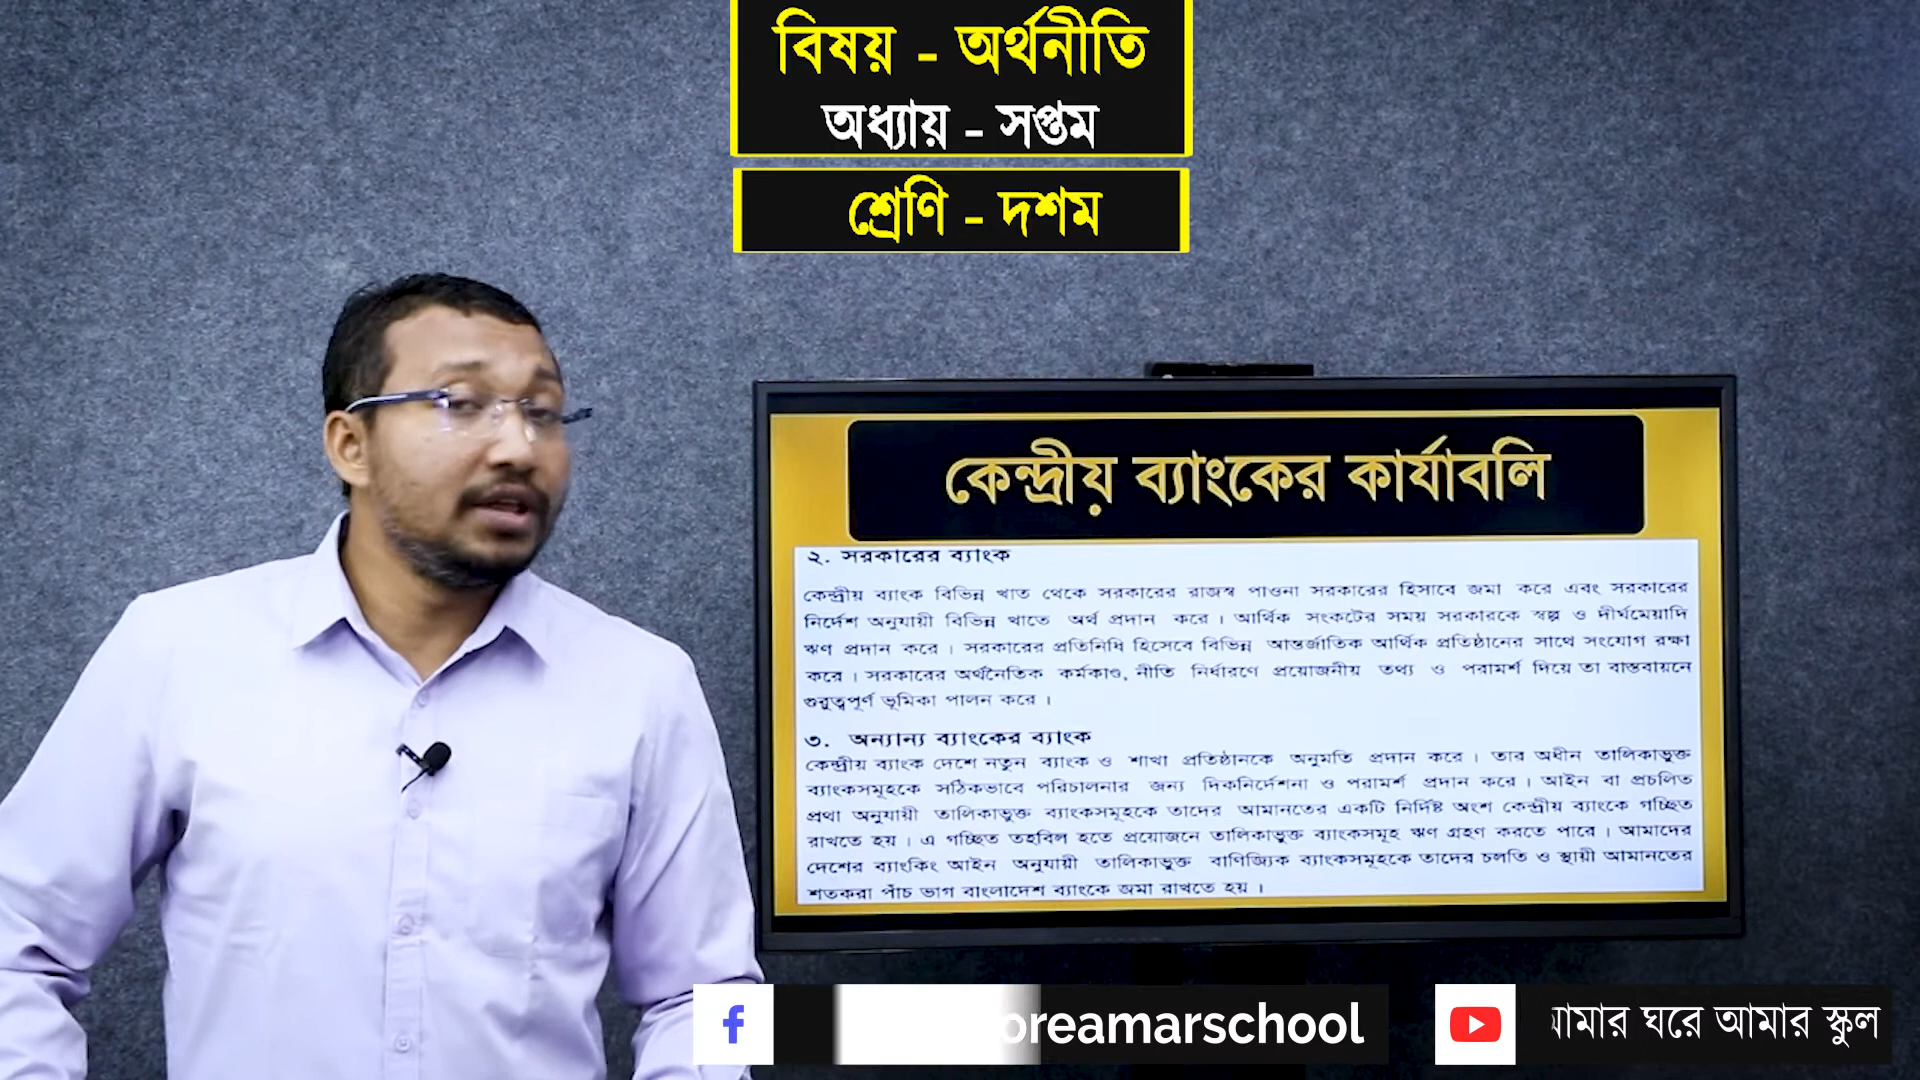 বিষয় - অর্থনীতি
অধ্যায় - সপ্তম
শ্রেণি - দশম
কেন্দ্রীয় ব্যাংকের কার্যাবলি
২. সরকারের ব্যাংক
কেন্দ্রীয় ব্যাংক বিভিন্ন খাত থেকে সরকারের রাজস্ব পাওনা সরকারের হিসাবে জমা করে এবং সরকারের
নির্দেশ অনুযায়ী বিভিন্ন খাতে অর্থ প্রদান করে। আর্থিক সংকটের সময় সরকারকে স্বল্প ও দীর্ঘমেয়াদি
ঋণ প্রদান করে। সরকারের প্রতিনিধি হিসেবে বিভিন্ন আন্তর্জাতিক আর্থিক প্রতিষ্ঠানের সাথে সংযোগ রক্ষা
করে। সরকারের অর্থনৈতিক কর্মকাণ্ড, নীতি নির্ধারণে প্রয়োজনীয় তথ্য ও পরামর্শ দিয়ে তা বাস্তবায়নে
গুরুত্বপূর্ণ ভূমিকা পালন করে।
৩. অন্যান্য ব্যাংকের ব্যাংক
কেন্দ্রীয় ব্যাংক দেশে নতুন ব্যাংক ও শাখা প্রতিষ্ঠানকে অনুমতি প্রদান করে। তার অধীন তালিকাভুক্ত
ব্যাংকসমূহকে সঠিকভাবে পরিচালনার জন্য দিকনির্দেশনা ও পরামর্শ প্রদান করে। আইন বা প্রচলিত
প্রথা অনুযায়ী তালিকাভুক্ত ব্যাংকসমূহকে তাদের আমানতের একটি নির্দিষ্ট অংশ কেন্দ্রীয় ব্যাংকে গচ্ছিত
রাখতে হয়। এ গচ্ছিত তহবিল হতে প্রয়োজনে তালিকাভুক্ত ব্যাংকসমূহ ঋণ গ্রহণ করতে পারে। আমাদের
দেশের ব্যাংকিং আইন অনুযায়ী তালিকাভুক্ত বাণিজ্যিক ব্যাংকসমূহকে তাদের চলতি ও স্থায়ী আমানতের
শতকরা পাঁচ ভাগ বাংলাদেশ ব্যাংকে জমা রাখতে হয়।
oreamarschool
আমার ঘরে আমার স্কুল